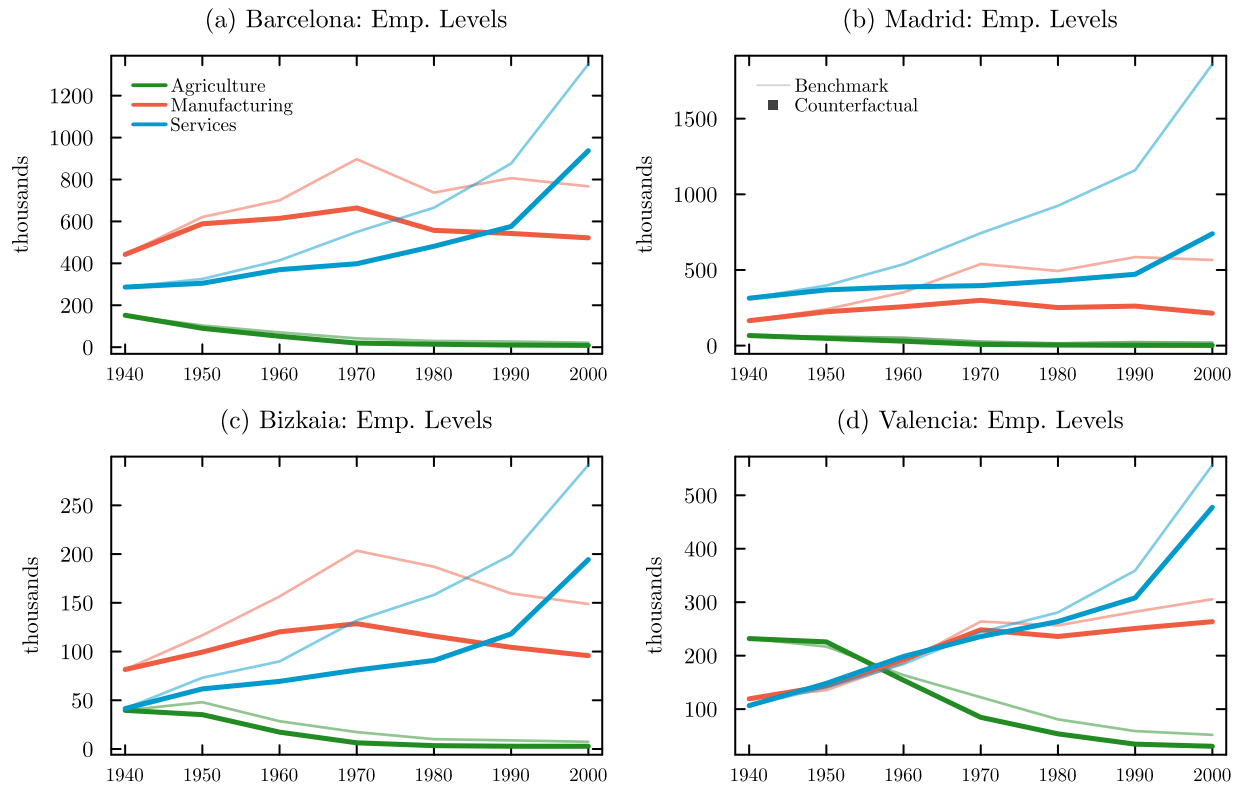 (a) Barcelona: Emp. Levels
thousands
1200
1000
800
600
400
200
0
Agriculture
Manufacturing
Services
1940 1950 1960 1970 1980 1990 2000
(b) Madrid: Emp. Levels
thousands
1500
1000
500
0
Benchmark
Counterfactual
1940 1950 1960 1970 1980 1990 2000
(c) Bizkaia: Emp. Levels
thousands
250
200
150
100
50
0
1940 1950 1960 1970 1980 1990 2000
(d) Valencia: Emp. Levels
thousands
500
400
300
200
100
1940 1950 1960 1970 1980 1990 2000